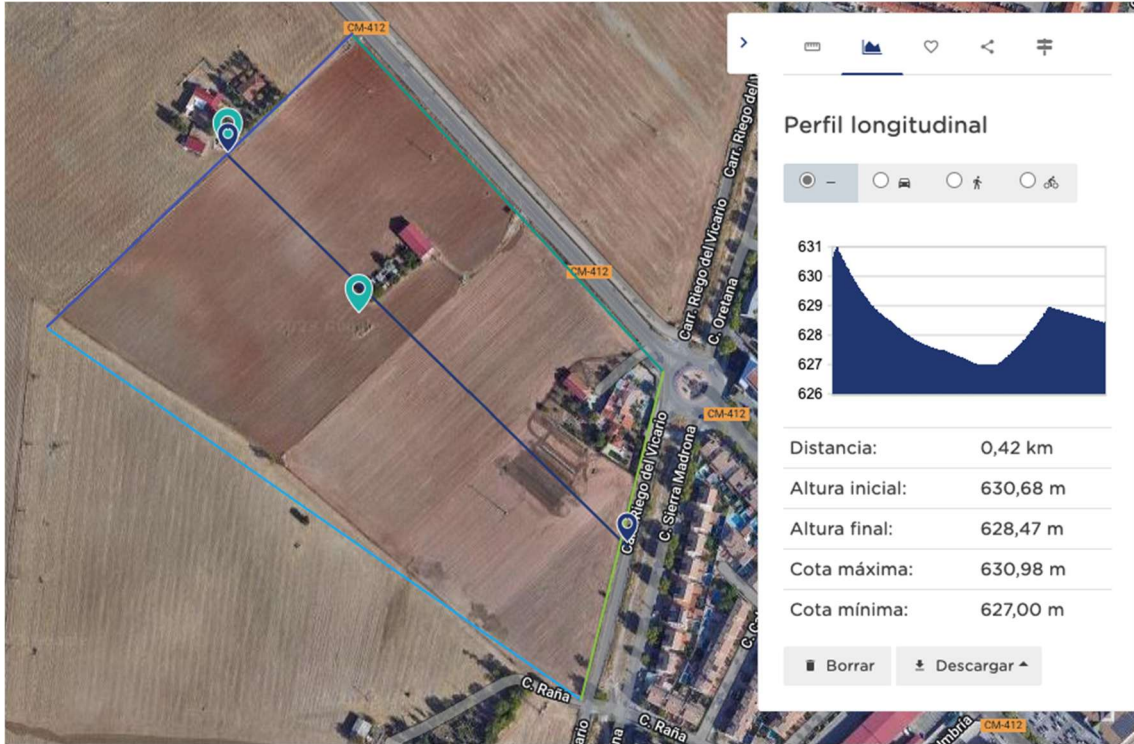 CM-412
Carr. Riego del Vicario
Perfil longitudinal
–
631
630
629
628
627
626
Distancia: 0,42 km
Altura inicial: 630,68 m
Altura final: 628,47 m
Cota máxima: 630,98 m
Cota mínima: 627,00 m
Borrar
Descargar
CM-412
Carr. Riego del Vicario
C. Oretana
CM-412
Riego del Vicario
C. Sierra Madrona
C. Raña
C. Raña
CM-412